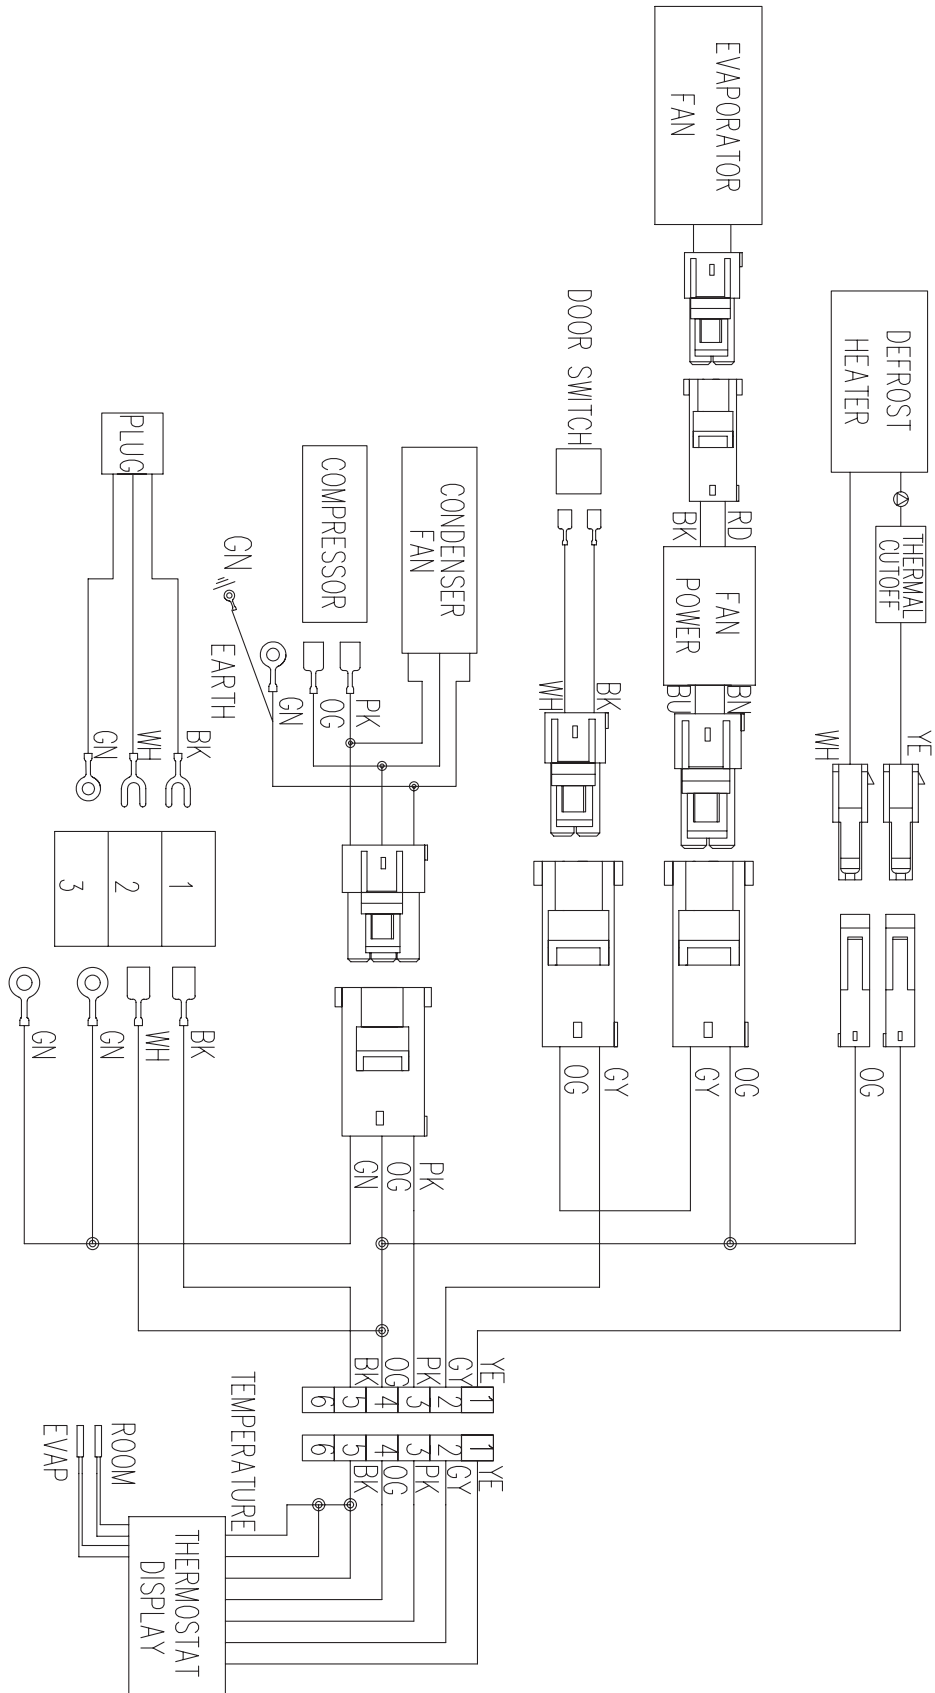 EVAPORATOR
FAN
DEFROST
HEATER
DOOR SWITCH
PLUG
COMPRESSOR
CONDENSER
FAN
RD
BK
THERMAL
CUTOFF
FAN
POWER
GN
EARTH
GN
OG
PK
WH
BK
BU
BN
WH
YE
GN
WH
BK
3
2
1
GN
GN
WH
BK
OG
GY
GY
OG
OG
GN
OG
PK
BK
OG
PK
GY
YE
6
5
4
3
2
1
6
5
4
3
2
1
BK
OG
PK
GY
YE
TEMPERATURE
ROOM
EVAP
THERMOSTAT
DISPLAY